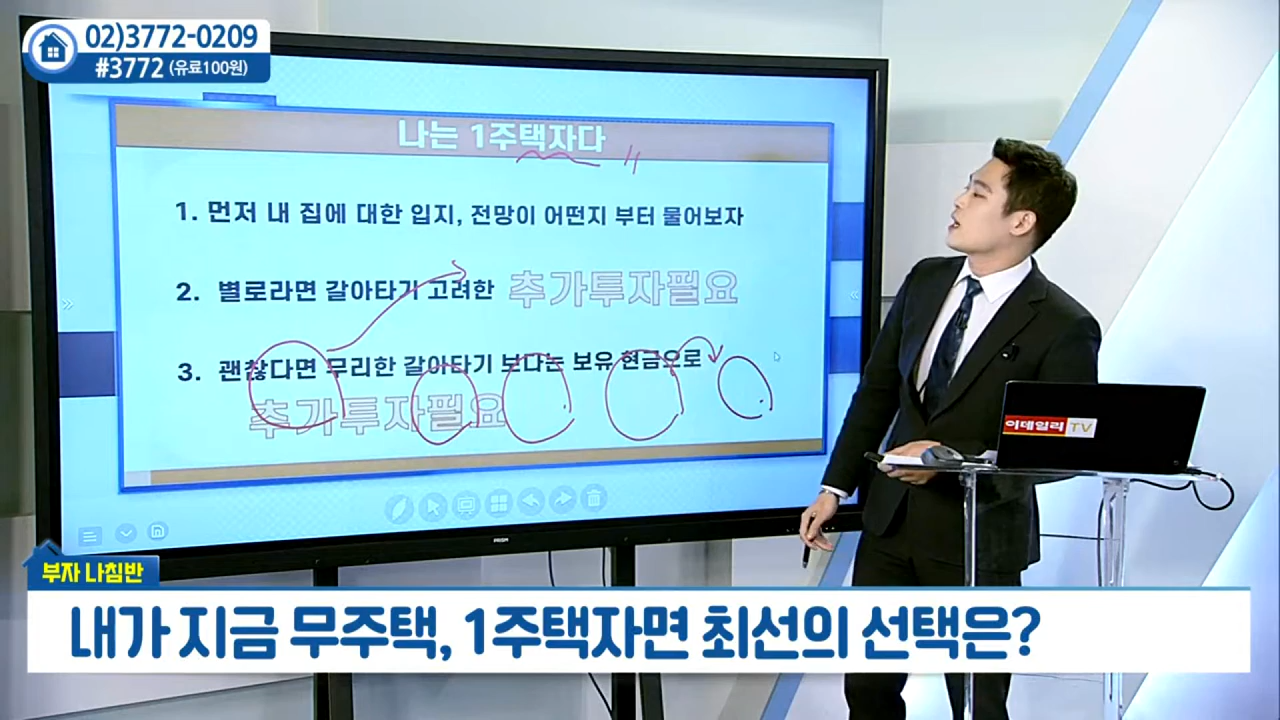 02)3772-0209
#3772 (유료100원)
나는 1주택자다
1. 먼저 내 집에 대한 입지, 전망이 어떤지 부터 물어보자
2. 별로라면 갈아타기 고려한 추가투자필요
3. 괜찮다면 무리한 갈아타기 보다는 보유 현금으로
추가투자필요
이데일리TV
부자 나침반
내가 지금 무주택, 1주택자면 최선의 선택은?